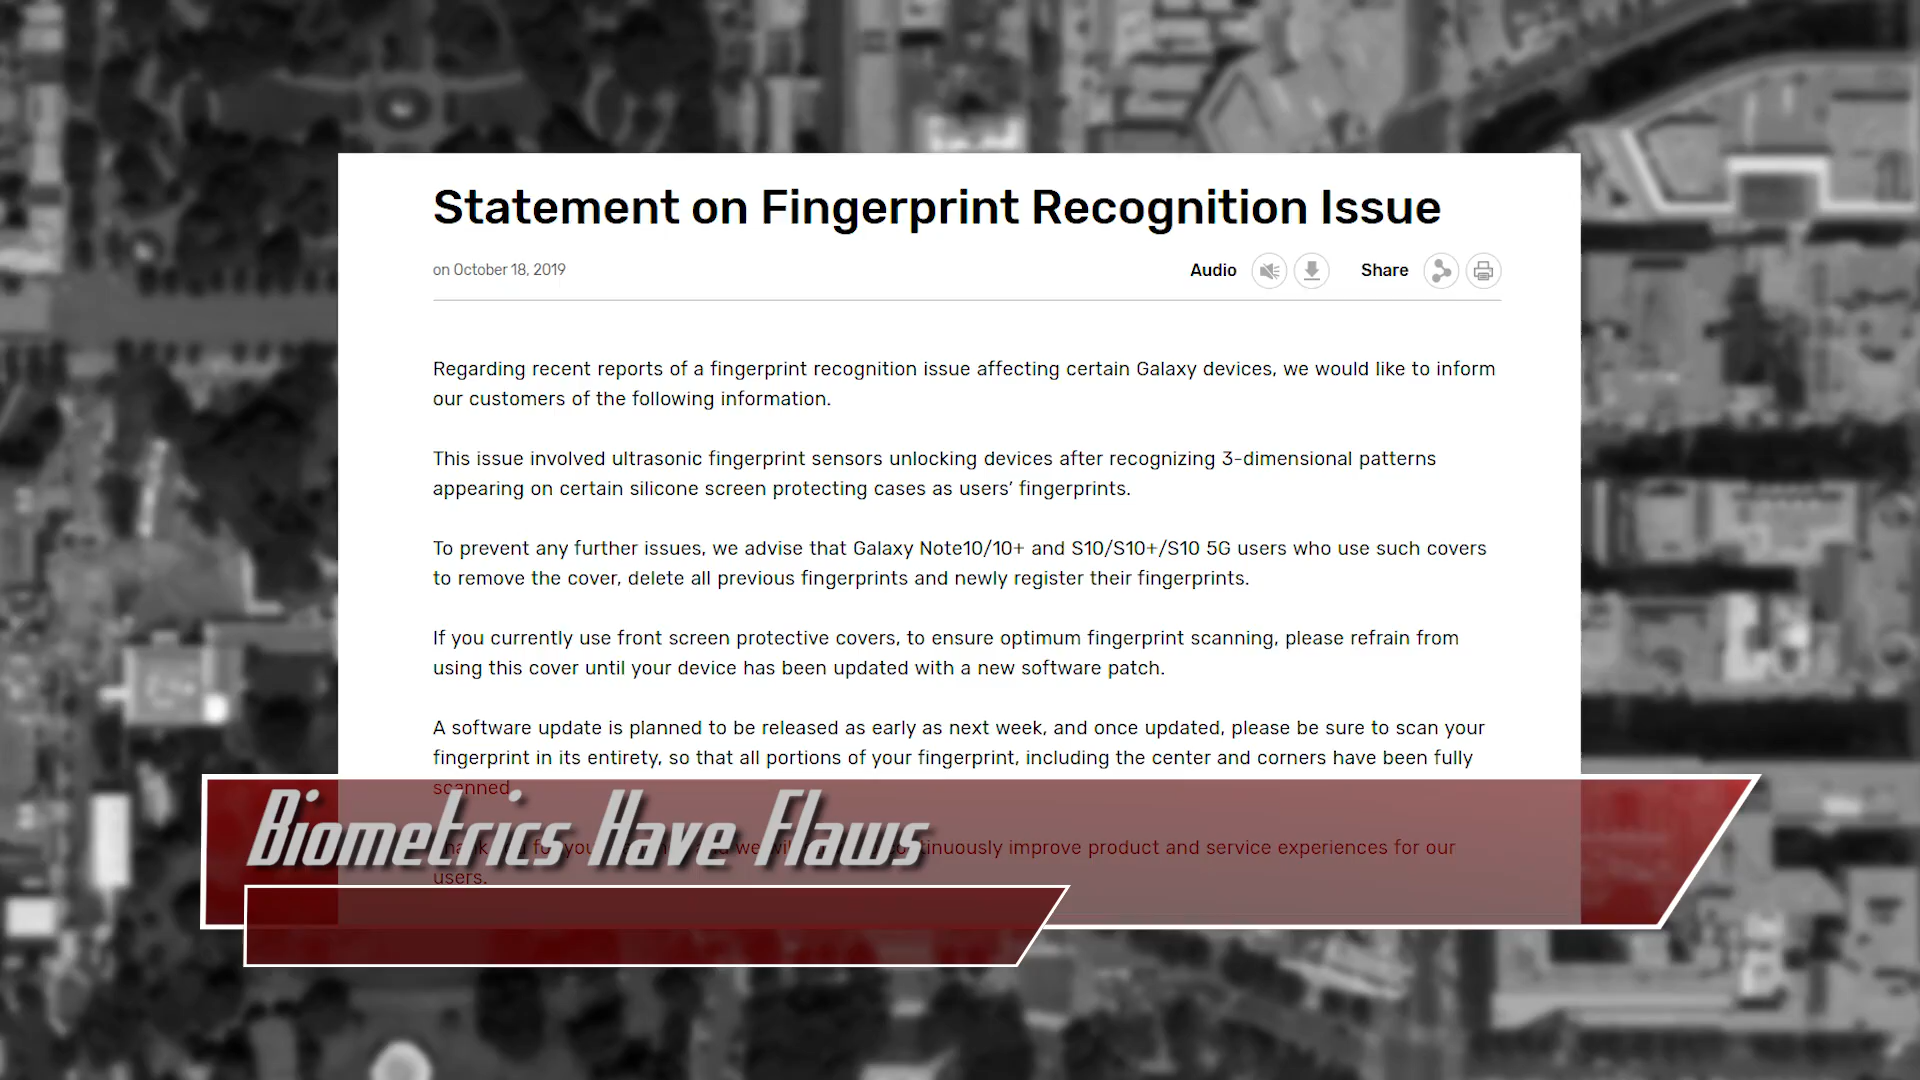 Statement on Fingerprint Recognition Issue
on October 18, 2019
Audio
Share
Regarding recent reports of a fingerprint recognition issue affecting certain Galaxy devices, we would like to inform
our customers of the following information.
This issue involved ultrasonic fingerprint sensors unlocking devices after recognizing 3-dimensional patterns
appearing on certain silicone screen protecting cases as users’ fingerprints.
To prevent any further issues, we advise that Galaxy Note10/10+ and S10/S10+/S10 5G users who use such covers
to remove the cover, delete all previous fingerprints and newly register their fingerprints.
If you currently use front screen protective covers, to ensure optimum fingerprint scanning, please refrain from
using this cover until your device has been updated with a new software patch.
A software update is planned to be released as early as next week, and once updated, please be sure to scan your
fingerprint in its entirety, so that all portions of your fingerprint, including the center and corners have been fully
scanned.
Biometrics Have Flaws
improve product and service experiences for our
users.